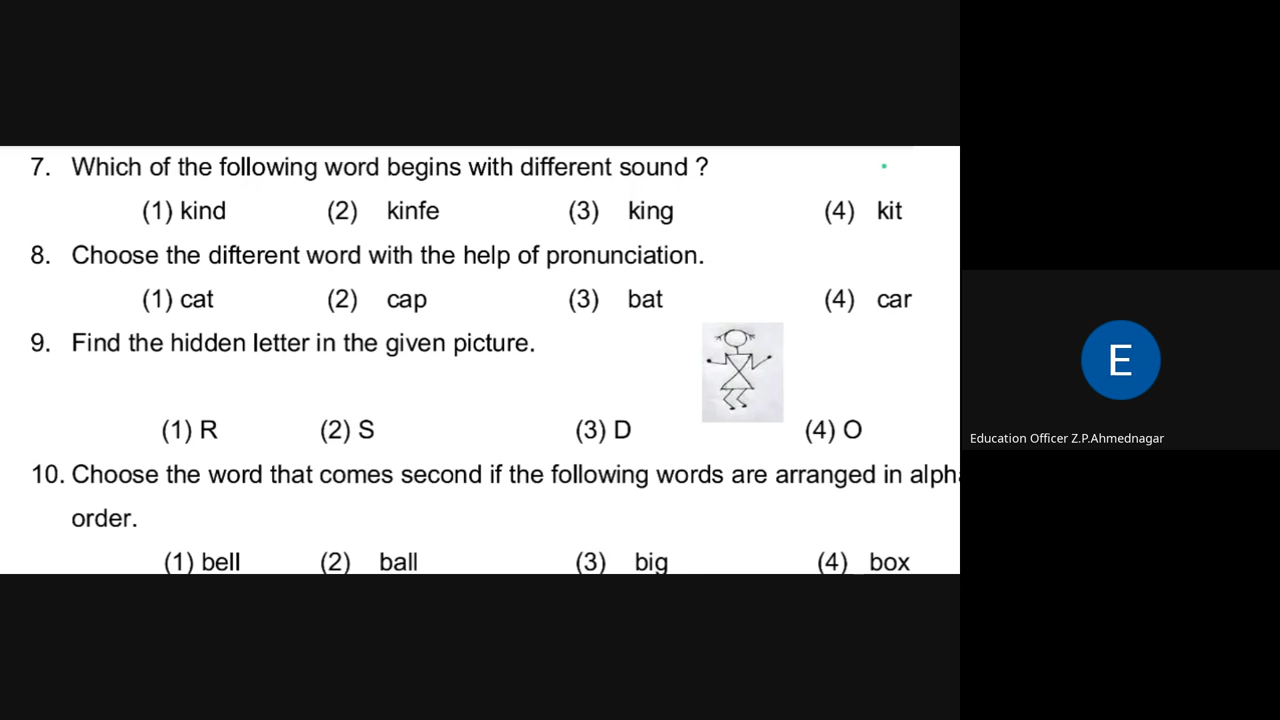 7. Which of the following word begins with different sound ?
(1) kind (2) kinfe (3) king (4) kit
8. Choose the different word with the help of pronunciation.
(1) cat (2) cap (3) bat (4) car
9. Find the hidden letter in the given picture.
(1) R (2) S (3) D (4) O
10. Choose the word that comes second if the following words are arranged in alph
order.
(1) bell (2) ball (3) big (4) box
E
Education Officer Z.P.Ahmednagar